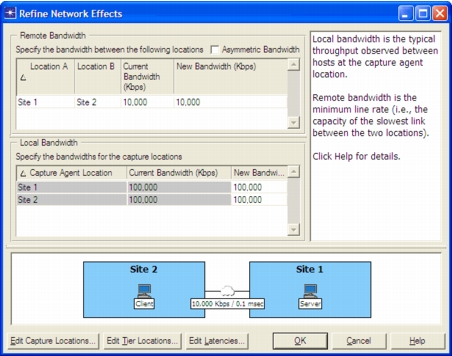 Refine Network Effects
Remote Bandwidth
Specify the bandwidth between the following locations
Asymmetric Bandwidth
Location A Location B Current Bandwidth (Kbps) New Bandwidth (Kbps)
Site 1 Site 2 10,000 10,000
Local Bandwidth
Specify the bandwidths for the capture locations
Capture Agent Location Current Bandwidth (Kbps) New Bandwi...
Site 1 100,000 100,000
Site 2 100,000 100,000
Local bandwidth is the typical
throughput observed between
hosts at the capture agent
location.
Remote bandwidth is the
minimum line rate (i.e., the
capacity of the slowest link
between the two locations).
Click Help for details.
Site 2 Site 1
Client 10,000 Kbps / 0.1 msec Server
Edit Capture Locations... Edit Tier Locations... Edit Latencies... OK Cancel Help